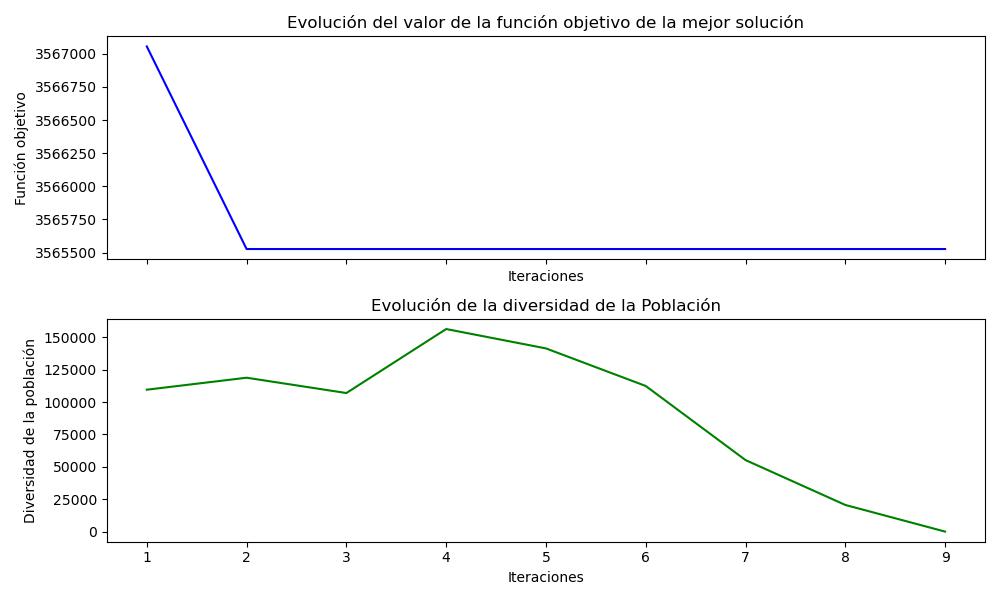 Evolución del valor de la función objetivo de la mejor solución
Función objetivo
3567000
3566750
3566500
3566250
3566000
3565750
3565500
Iteraciones
Evolución de la diversidad de la Población
Diversidad de la población
150000
125000
100000
75000
50000
25000
0
1 2 3 4 5 6 7 8 9
Iteraciones